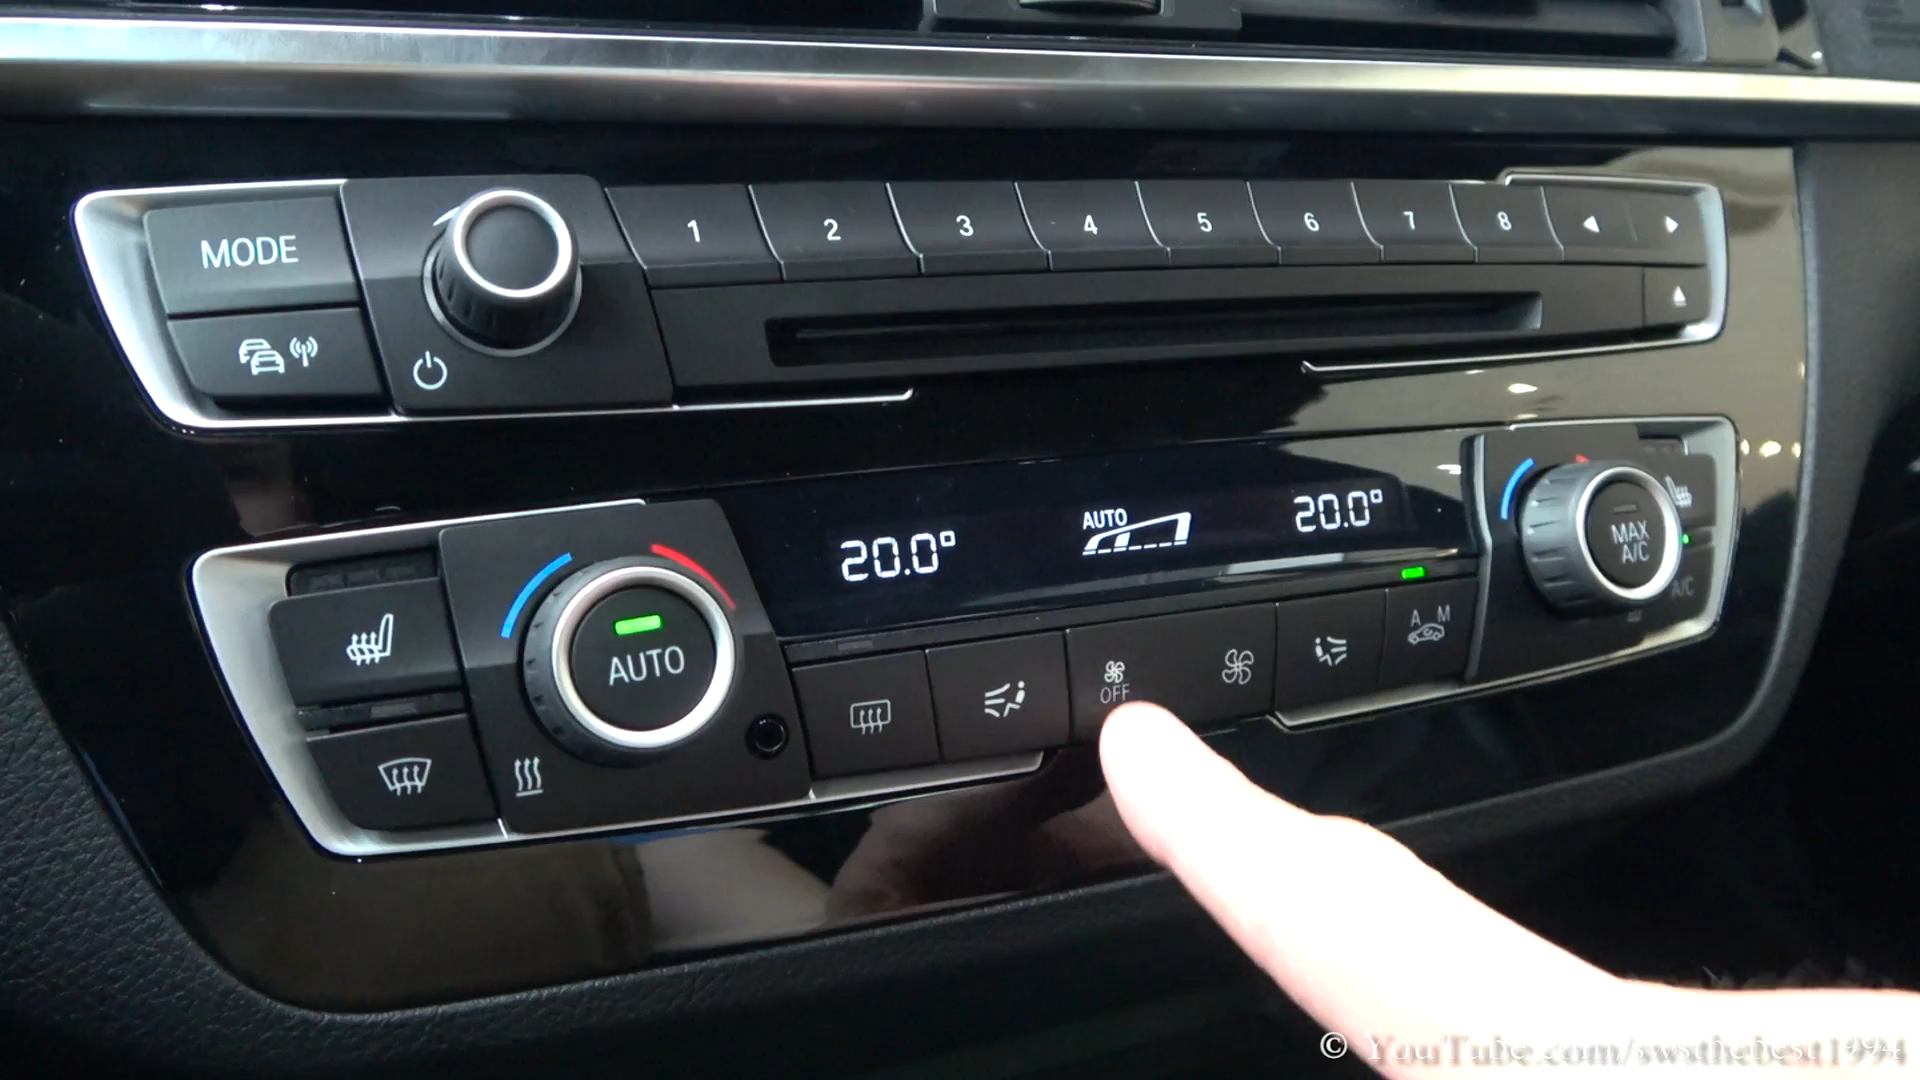 MODE
1 2 3 4 5 6 7 8
20.0° AUTO 20.0°
MAX
A/C
A/C
AUTO
OFF
A M
© YouTube.com/swsthebest1994